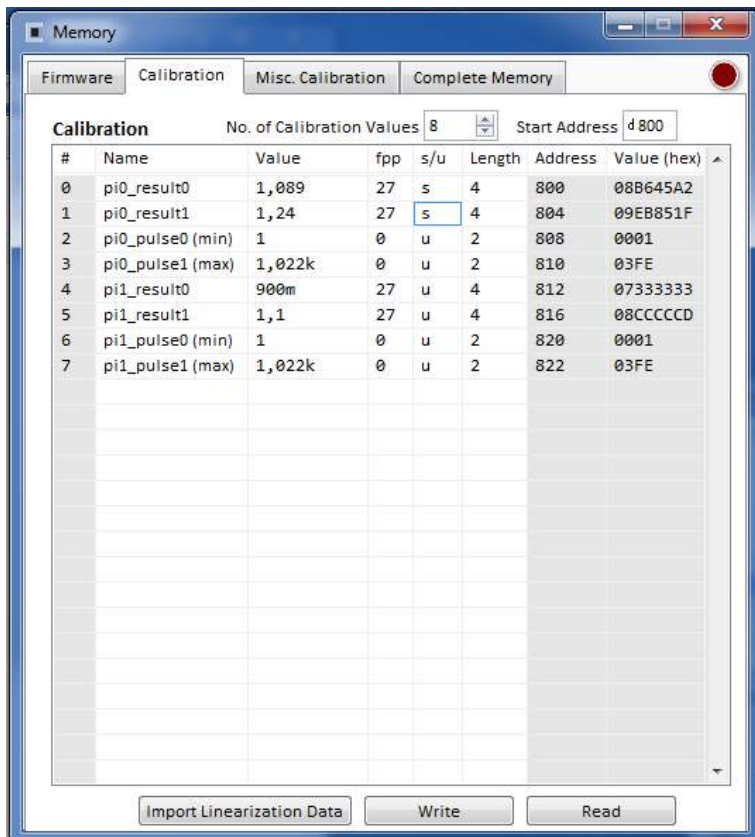 Memory
Firmware Calibration Misc. Calibration Complete Memory
Calibration No. of Calibration Values 8 Start Address d 800
# Name Value fpp s/u Length Address Value (hex)
0 pi0_result0 1,089 27 s 4 800 08B645A2
1 pi0_result1 1,24 27 s 4 804 09EB851F
2 pi0_pulse0 (min) 1 0 u 2 808 0001
3 pi0_pulse1 (max) 1,022k 0 u 2 810 03FE
4 pi1_result0 900m 27 u 4 812 07333333
5 pi1_result1 1,1 27 u 4 816 08CCCCCD
6 pi1_pulse0 (min) 1 0 u 2 820 0001
7 pi1_pulse1 (max) 1,022k 0 u 2 822 03FE
Import Linearization Data Write Read